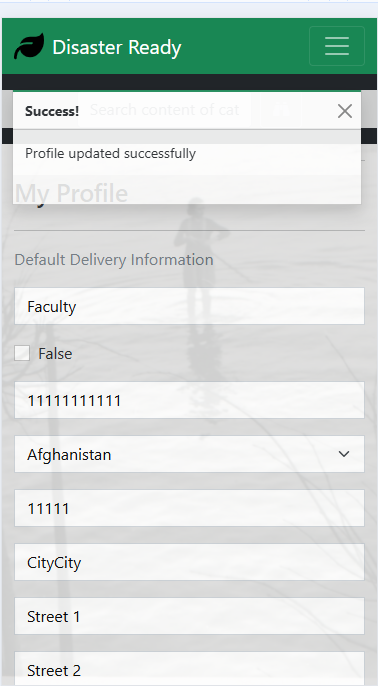 Disaster Ready
Search content of cat
Success!
Profile updated successfully
My Profile
Default Delivery Information
Faculty
False
11111111111
Afghanistan
11111
CityCity
Street 1
Street 2